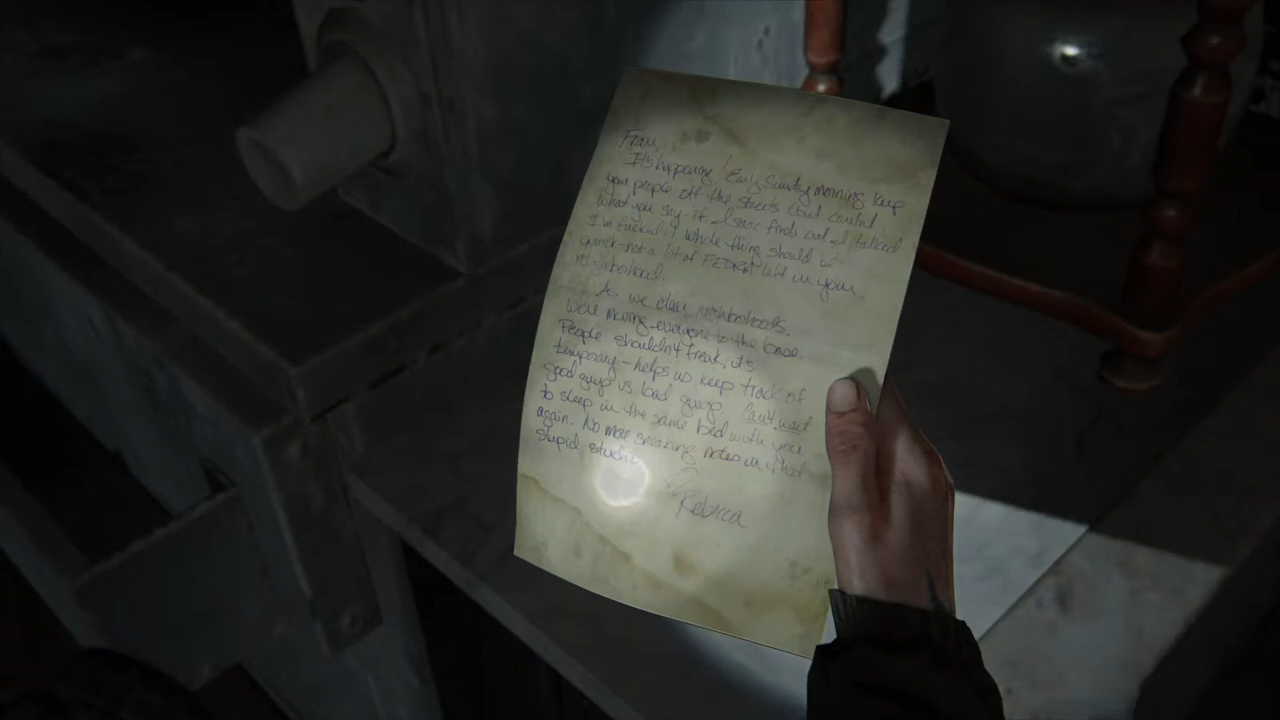 Fran,
It's happening! Early Sunday morning keep
your people off the streets (but careful
what you say - if Isaac finds out I talked
I'm fucked.) Whole thing should be
quick - not a lot of FEDRA left in your
neighborhood.
As we clear neighborhoods,
we're moving everyone to the base.
People shouldn't freak, it's
temporary - helps us keep track of
good guys vs. bad guys. Can't wait
to sleep in the same bed with you
again. No more sneaking notes in that
stupid studio.
Rebecca